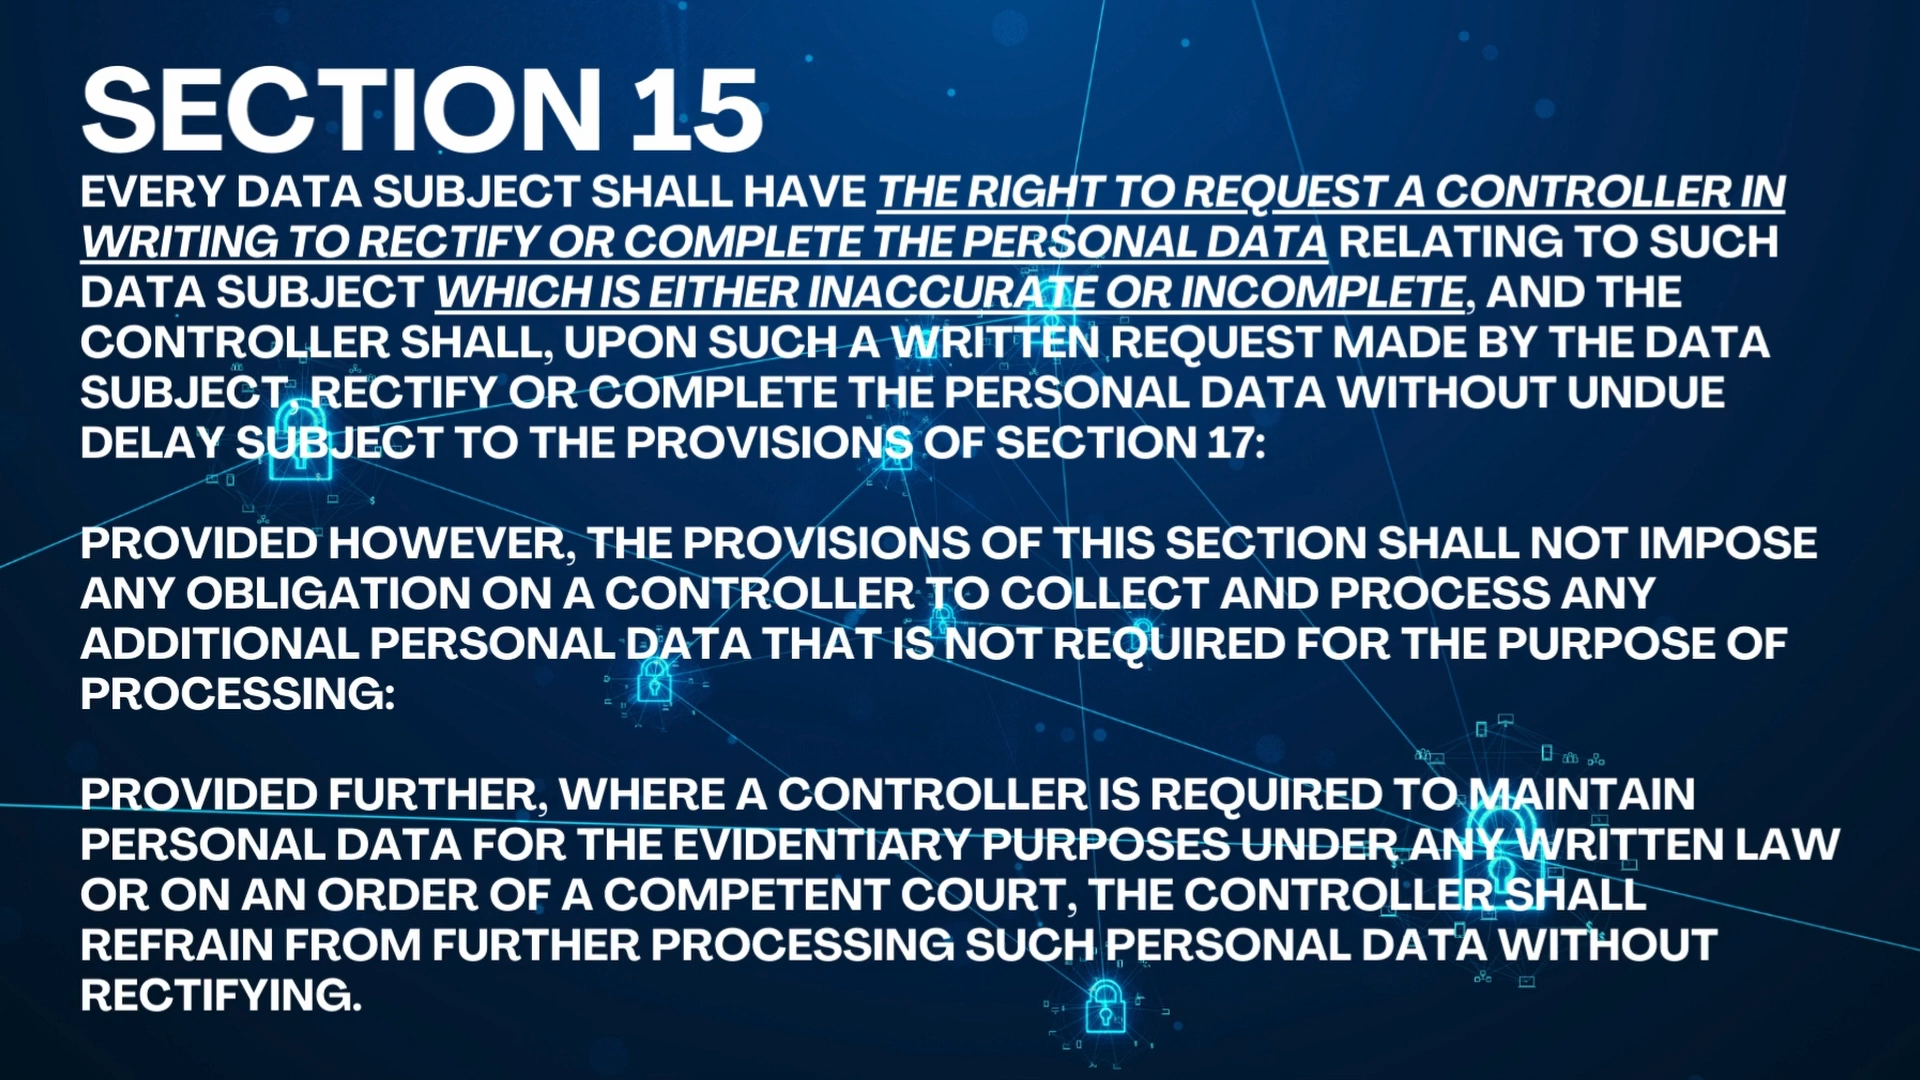 SECTION 15
EVERY DATA SUBJECT SHALL HAVE THE RIGHT TO REQUEST A CONTROLLER IN
WRITING TO RECTIFY OR COMPLETE THE PERSONAL DATA RELATING TO SUCH
DATA SUBJECT WHICH IS EITHER INACCURATE OR INCOMPLETE, AND THE
CONTROLLER SHALL, UPON SUCH A WRITTEN REQUEST MADE BY THE DATA
SUBJECT, RECTIFY OR COMPLETE THE PERSONAL DATA WITHOUT UNDUE
DELAY SUBJECT TO THE PROVISIONS OF SECTION 17:
PROVIDED HOWEVER, THE PROVISIONS OF THIS SECTION SHALL NOT IMPOSE
ANY OBLIGATION ON A CONTROLLER TO COLLECT AND PROCESS ANY
ADDITIONAL PERSONAL DATA THAT IS NOT REQUIRED FOR THE PURPOSE OF
PROCESSING:
PROVIDED FURTHER, WHERE A CONTROLLER IS REQUIRED TO MAINTAIN
PERSONAL DATA FOR THE EVIDENTIARY PURPOSES UNDER ANY WRITTEN LAW
OR ON AN ORDER OF A COMPETENT COURT, THE CONTROLLER SHALL
REFRAIN FROM FURTHER PROCESSING SUCH PERSONAL DATA WITHOUT
RECTIFYING.